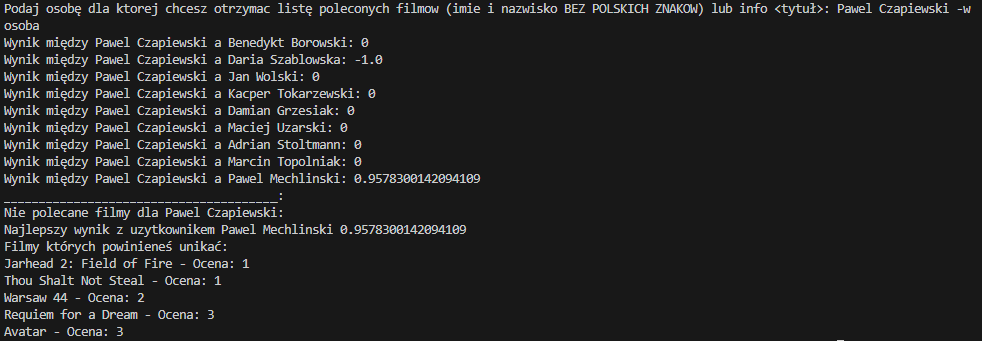 Podaj osobę dla ktorej chcesz otrzymac listę poleconych filmow (imie i nazwisko BEZ POLSKICH ZNAKOW) lub info <tytuł>: Pawel Czapiewski -w
osoba
Wynik między Pawel Czapiewski a Benedykt Borowski: 0
Wynik między Pawel Czapiewski a Daria Szablowska: -1.0
Wynik między Pawel Czapiewski a Jan Wolski: 0
Wynik między Pawel Czapiewski a Kacper Tokarzewski: 0
Wynik między Pawel Czapiewski a Damian Grzesiak: 0
Wynik między Pawel Czapiewski a Maciej Uzarski: 0
Wynik między Pawel Czapiewski a Adrian Stoltmann: 0
Wynik między Pawel Czapiewski a Marcin Topolniak: 0
Wynik między Pawel Czapiewski a Pawel Mechlinski: 0.9578300142094109
________________________________________:
Nie polecane filmy dla Pawel Czapiewski:
Najlepszy wynik z uzytkownikem Pawel Mechlinski 0.9578300142094109
Filmy których powinieneś unikać:
Jarhead 2: Field of Fire - Ocena: 1
Thou Shalt Not Steal - Ocena: 1
Warsaw 44 - Ocena: 2
Requiem for a Dream - Ocena: 3
Avatar - Ocena: 3